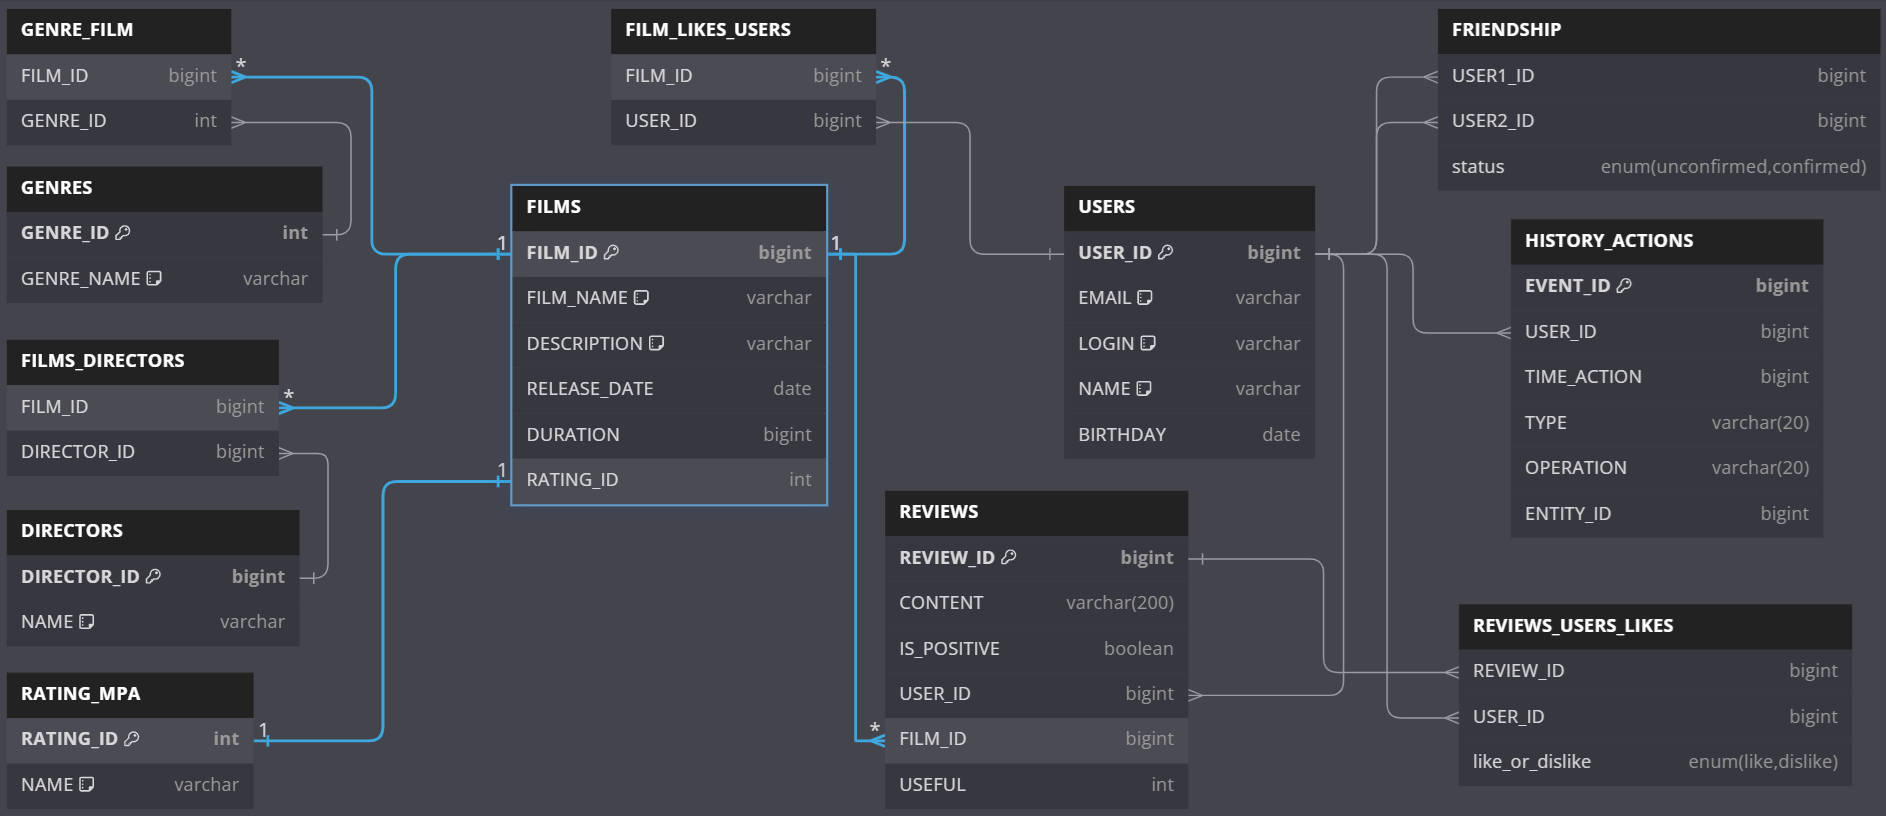 GENRE_FILM
FILM_ID bigint *
GENRE_ID int
GENRES
GENRE_ID int
GENRE_NAME varchar
FILMS_DIRECTORS
FILM_ID bigint *
DIRECTOR_ID bigint
DIRECTORS
DIRECTOR_ID bigint
NAME varchar
RATING_MPA
RATING_ID int 1
NAME varchar
FILM_LIKES_USERS
FILM_ID bigint *
USER_ID bigint
FILMS
1 FILM_ID bigint 1
FILM_NAME varchar
DESCRIPTION varchar
RELEASE_DATE date
DURATION bigint
1 RATING_ID int
USERS
USER_ID bigint
EMAIL varchar
LOGIN varchar
NAME varchar
BIRTHDAY date
REVIEWS
REVIEW_ID bigint
CONTENT varchar(200)
IS_POSITIVE boolean
USER_ID bigint
* FILM_ID bigint
USEFUL int
FRIENDSHIP
USER1_ID bigint
USER2_ID bigint
status enum(unconfirmed,confirmed)
HISTORY_ACTIONS
EVENT_ID bigint
USER_ID bigint
TIME_ACTION bigint
TYPE varchar(20)
OPERATION varchar(20)
ENTITY_ID bigint
REVIEWS_USERS_LIKES
REVIEW_ID bigint
USER_ID bigint
like_or_dislike enum(like,dislike)